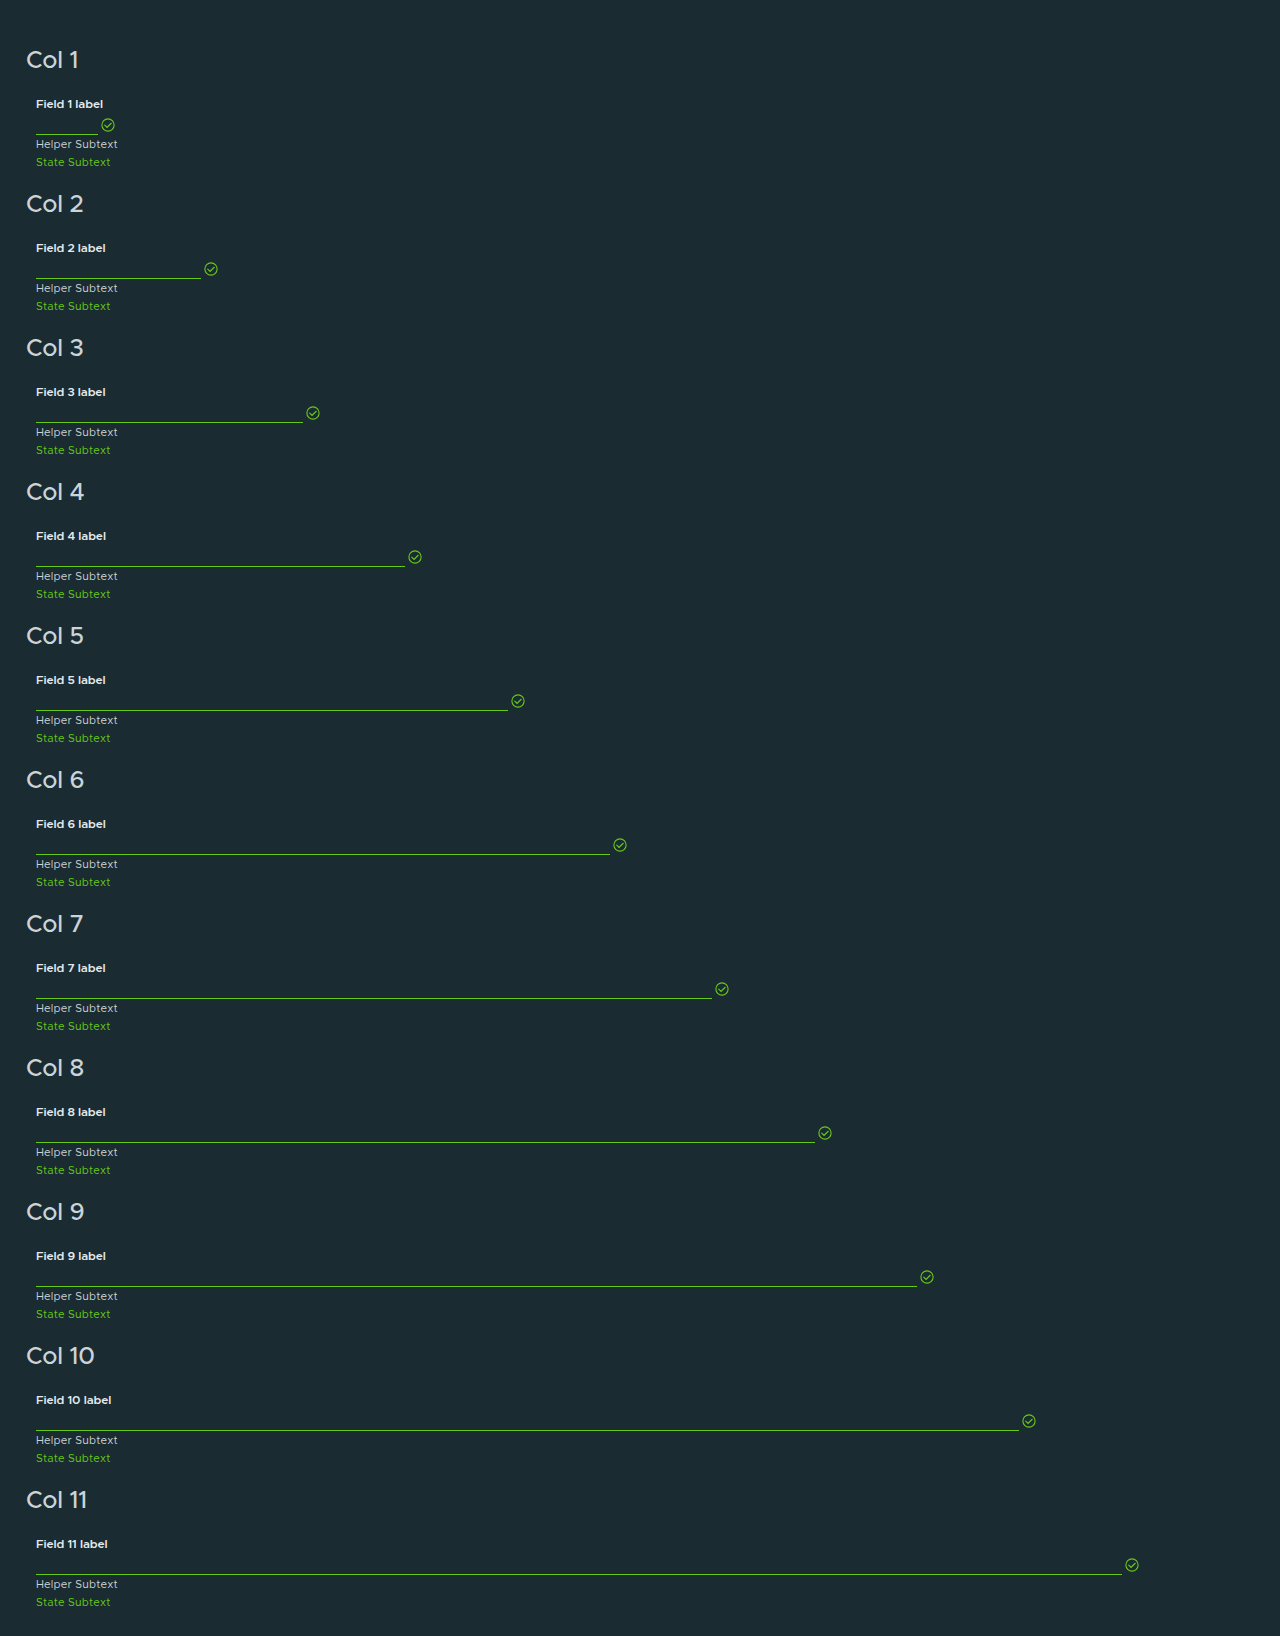 Col 1
Field 1 label
Helper Subtext
State Subtext
Col 2
Field 2 label
Helper Subtext
State Subtext
Col 3
Field 3 label
Helper Subtext
State Subtext
Col 4
Field 4 label
Helper Subtext
State Subtext
Col 5
Field 5 label
Helper Subtext
State Subtext
Col 6
Field 6 label
Helper Subtext
State Subtext
Col 7
Field 7 label
Helper Subtext
State Subtext
Col 8
Field 8 label
Helper Subtext
State Subtext
Col 9
Field 9 label
Helper Subtext
State Subtext
Col 10
Field 10 label
Helper Subtext
State Subtext
Col 11
Field 11 label
Helper Subtext
State Subtext